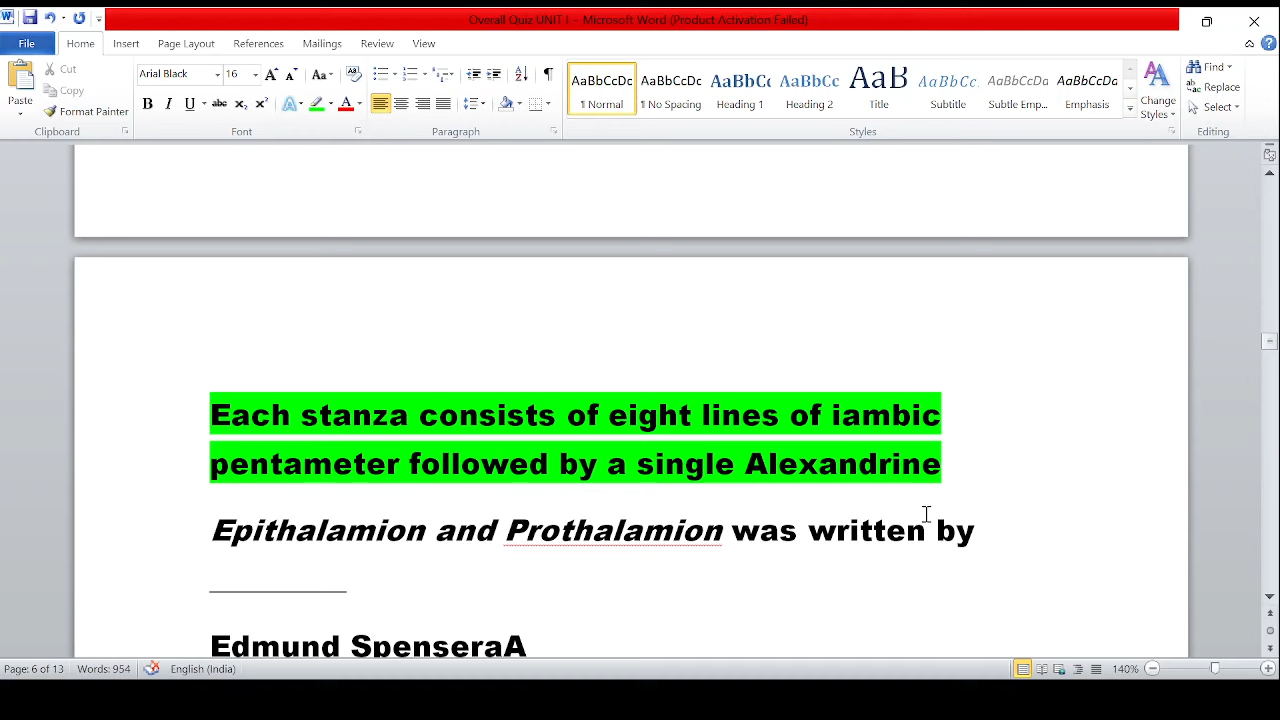 Overall Quiz UNIT I - Microsoft Word (Product Activation Failed)
File Home Insert Page Layout References Mailings Review View
Paste
Cut
Copy
Format Painter
Clipboard
Arial Black 16
Font
Paragraph
AaBbCcDc AaBbCcDc AaBbCc AaBbCc AaB AaBbCc. AaBbCcDc AaBbCcDc
¶ Normal ¶ No Spacing Heading 1 Heading 2 Title Subtitle Subtle Em... Emphasis
Change Styles
Styles
Find
Replace
Select
Editing
Each stanza consists of eight lines of iambic
pentameter followed by a single Alexandrine
Epithalamion and Prothalamion was written by
Edmund SpenseraA
Page: 6 of 13 Words: 954 English (India) 140%